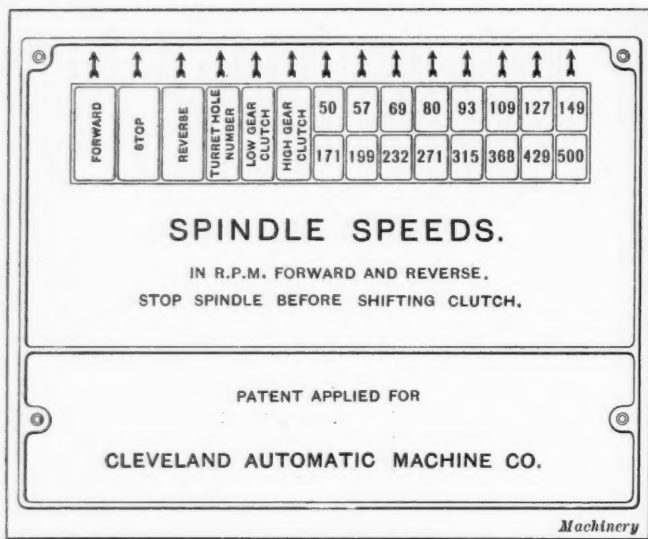 FORWARD STOP REVERSE TURRET HOLE NUMBER LOW GEAR CLUTCH HIGH GEAR CLUTCH 50 57 69 80 93 109 127 149
171 199 232 271 315 368 429 500
SPINDLE SPEEDS.
IN R.P.M. FORWARD AND REVERSE.
STOP SPINDLE BEFORE SHIFTING CLUTCH.
PATENT APPLIED FOR
CLEVELAND AUTOMATIC MACHINE CO.
Machinery